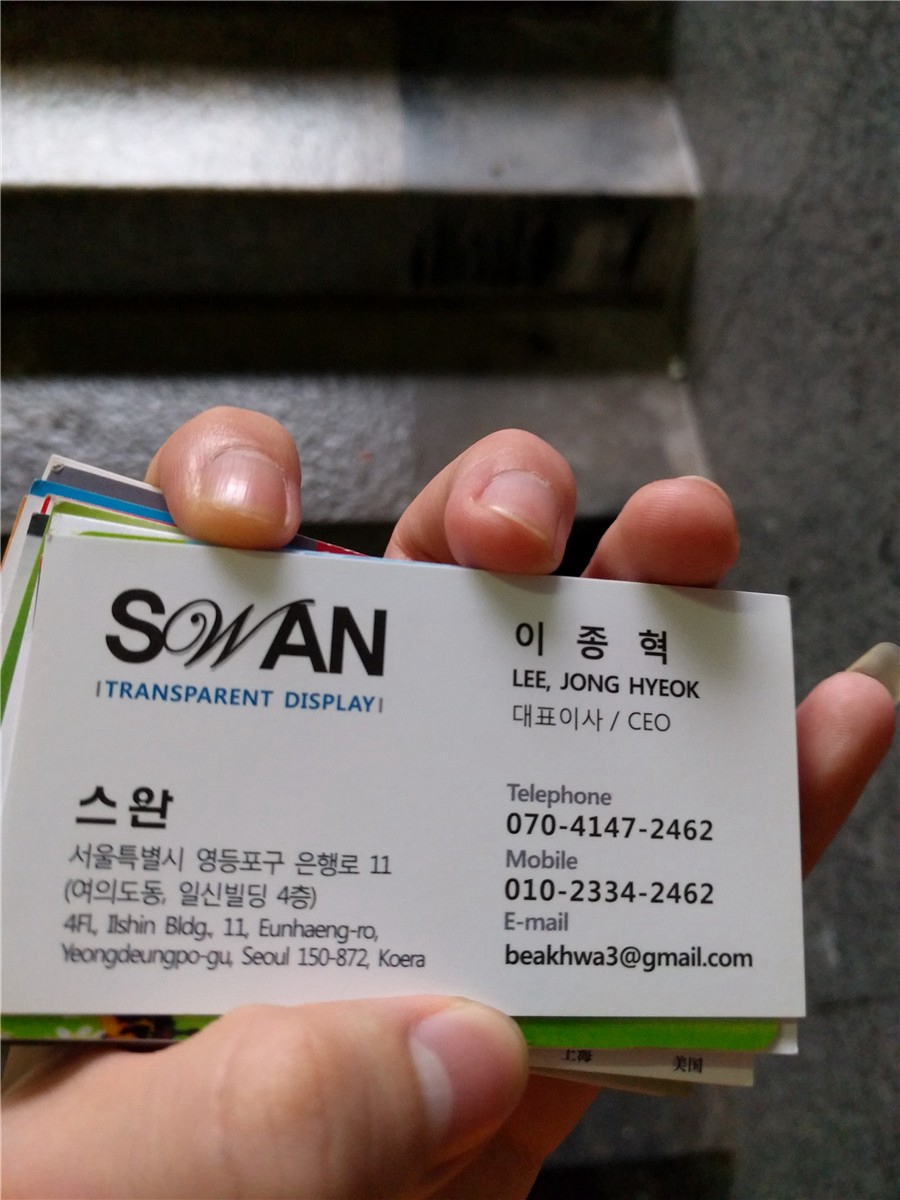 SWAN
TRANSPARENT DISPLAY
이 종 혁
LEE, JONG HYEOK
대표이사 / CEO
스완
서울특별시 영등포구 은행로 11
(여의도동, 일신빌딩 4층)
4Fl., Ilshin Bldg., 11, Eunhaeng-ro,
Yeongdeungpo-gu, Seoul 150-872, Koera
Telephone
070-4147-2462
Mobile
010-2334-2462
E-mail
beakhwa3@gmail.com
上海 美国